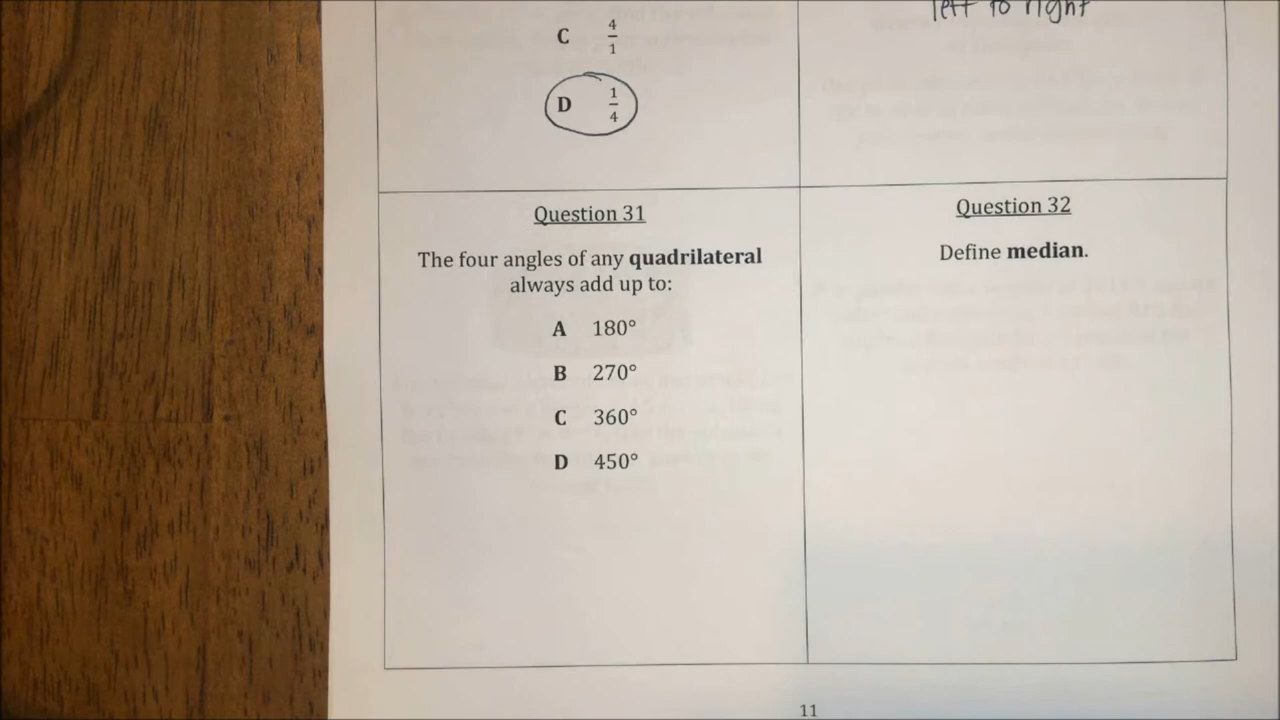 C 4/1
D 1/4
left to right
Question 31
The four angles of any quadrilateral
always add up to:
A 180°
B 270°
C 360°
D 450°
Question 32
Define median.
11